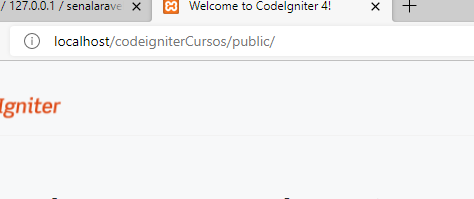 / 127.0.0.1 / senalarave Welcome to CodeIgniter 4!
localhost/codeigniterCursos/public/
Igniter